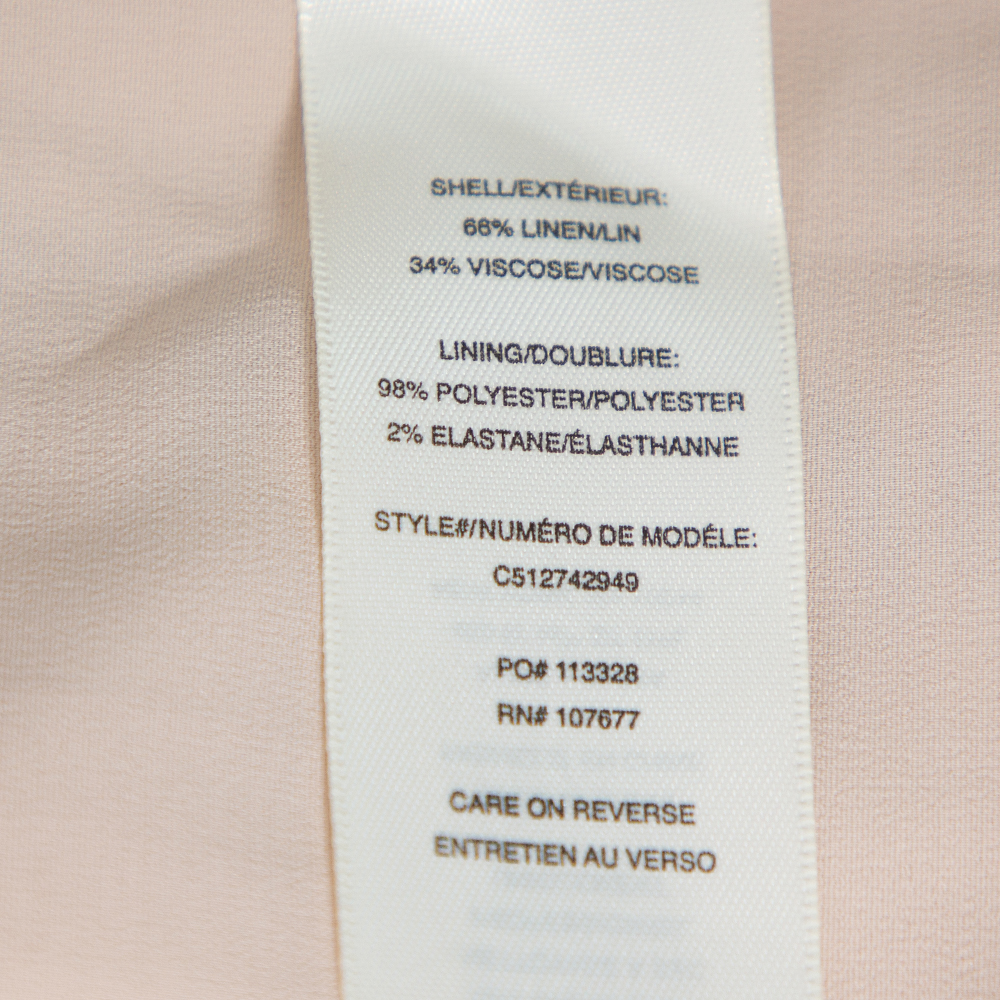 SHELL/EXTÉRIEUR:
66% LINEN/LIN
34% VISCOSE/VISCOSE
LINING/DOUBLURE:
98% POLYESTER/POLYESTER
2% ELASTANE/ÉLASTHANNE
STYLE#/NUMÉRO DE MODÉLE:
C512742949
PO# 113328
RN# 107677
CARE ON REVERSE
ENTRETIEN AU VERSO